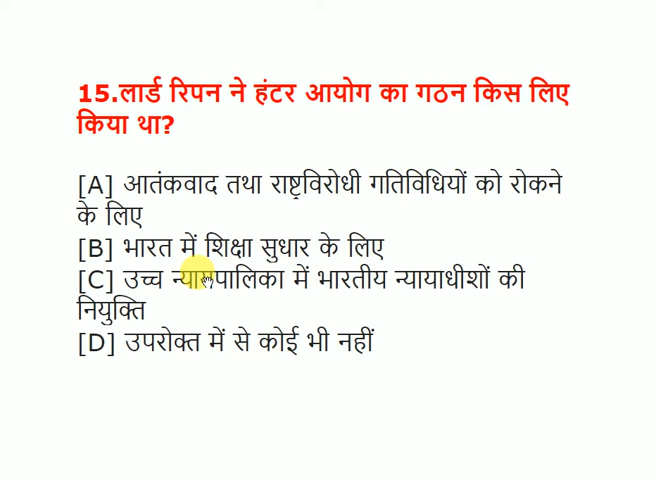 15.लार्ड रिपन ने हंटर आयोग का गठन किस लिए
किया था?
[A] आतंकवाद तथा राष्ट्रविरोधी गतिविधियों को रोकने
के लिए
[B] भारत में शिक्षा सुधार के लिए
[C] उच्च न्यायपालिका में भारतीय न्यायाधीशों की
नियुक्ति
[D] उपरोक्त में से कोई भी नहीं